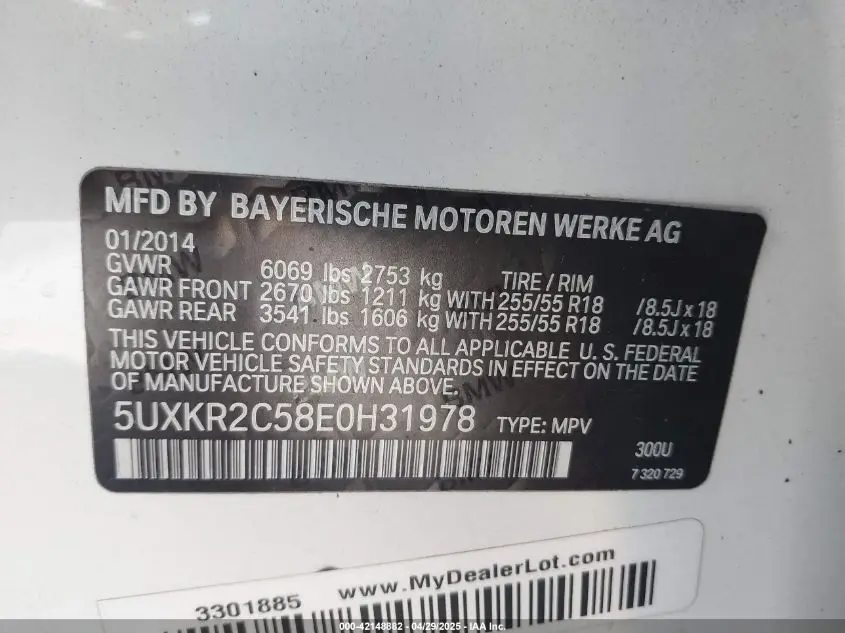 MFD BY BAYERISCHE MOTOREN WERKE AG
01/2014
GVWR 6069 lbs 2753 kg TIRE / RIM
GAWR FRONT 2670 lbs 1211 kg WITH 255/55 R18 /8.5J x 18
GAWR REAR 3541 lbs 1606 kg WITH 255/55 R18 /8.5J x 18
THIS VEHICLE CONFORMS TO ALL APPLICABLE U. S. FEDERAL
MOTOR VEHICLE SAFETY STANDARDS IN EFFECT ON THE DATE
OF MANUFACTURE SHOWN ABOVE.
5UXKR2C58E0H31978 TYPE: MPV
300U
7 320 729
www.MyDealerLot.com
3301885
000-42148882 - 04/29/2025 - IAA, Inc.